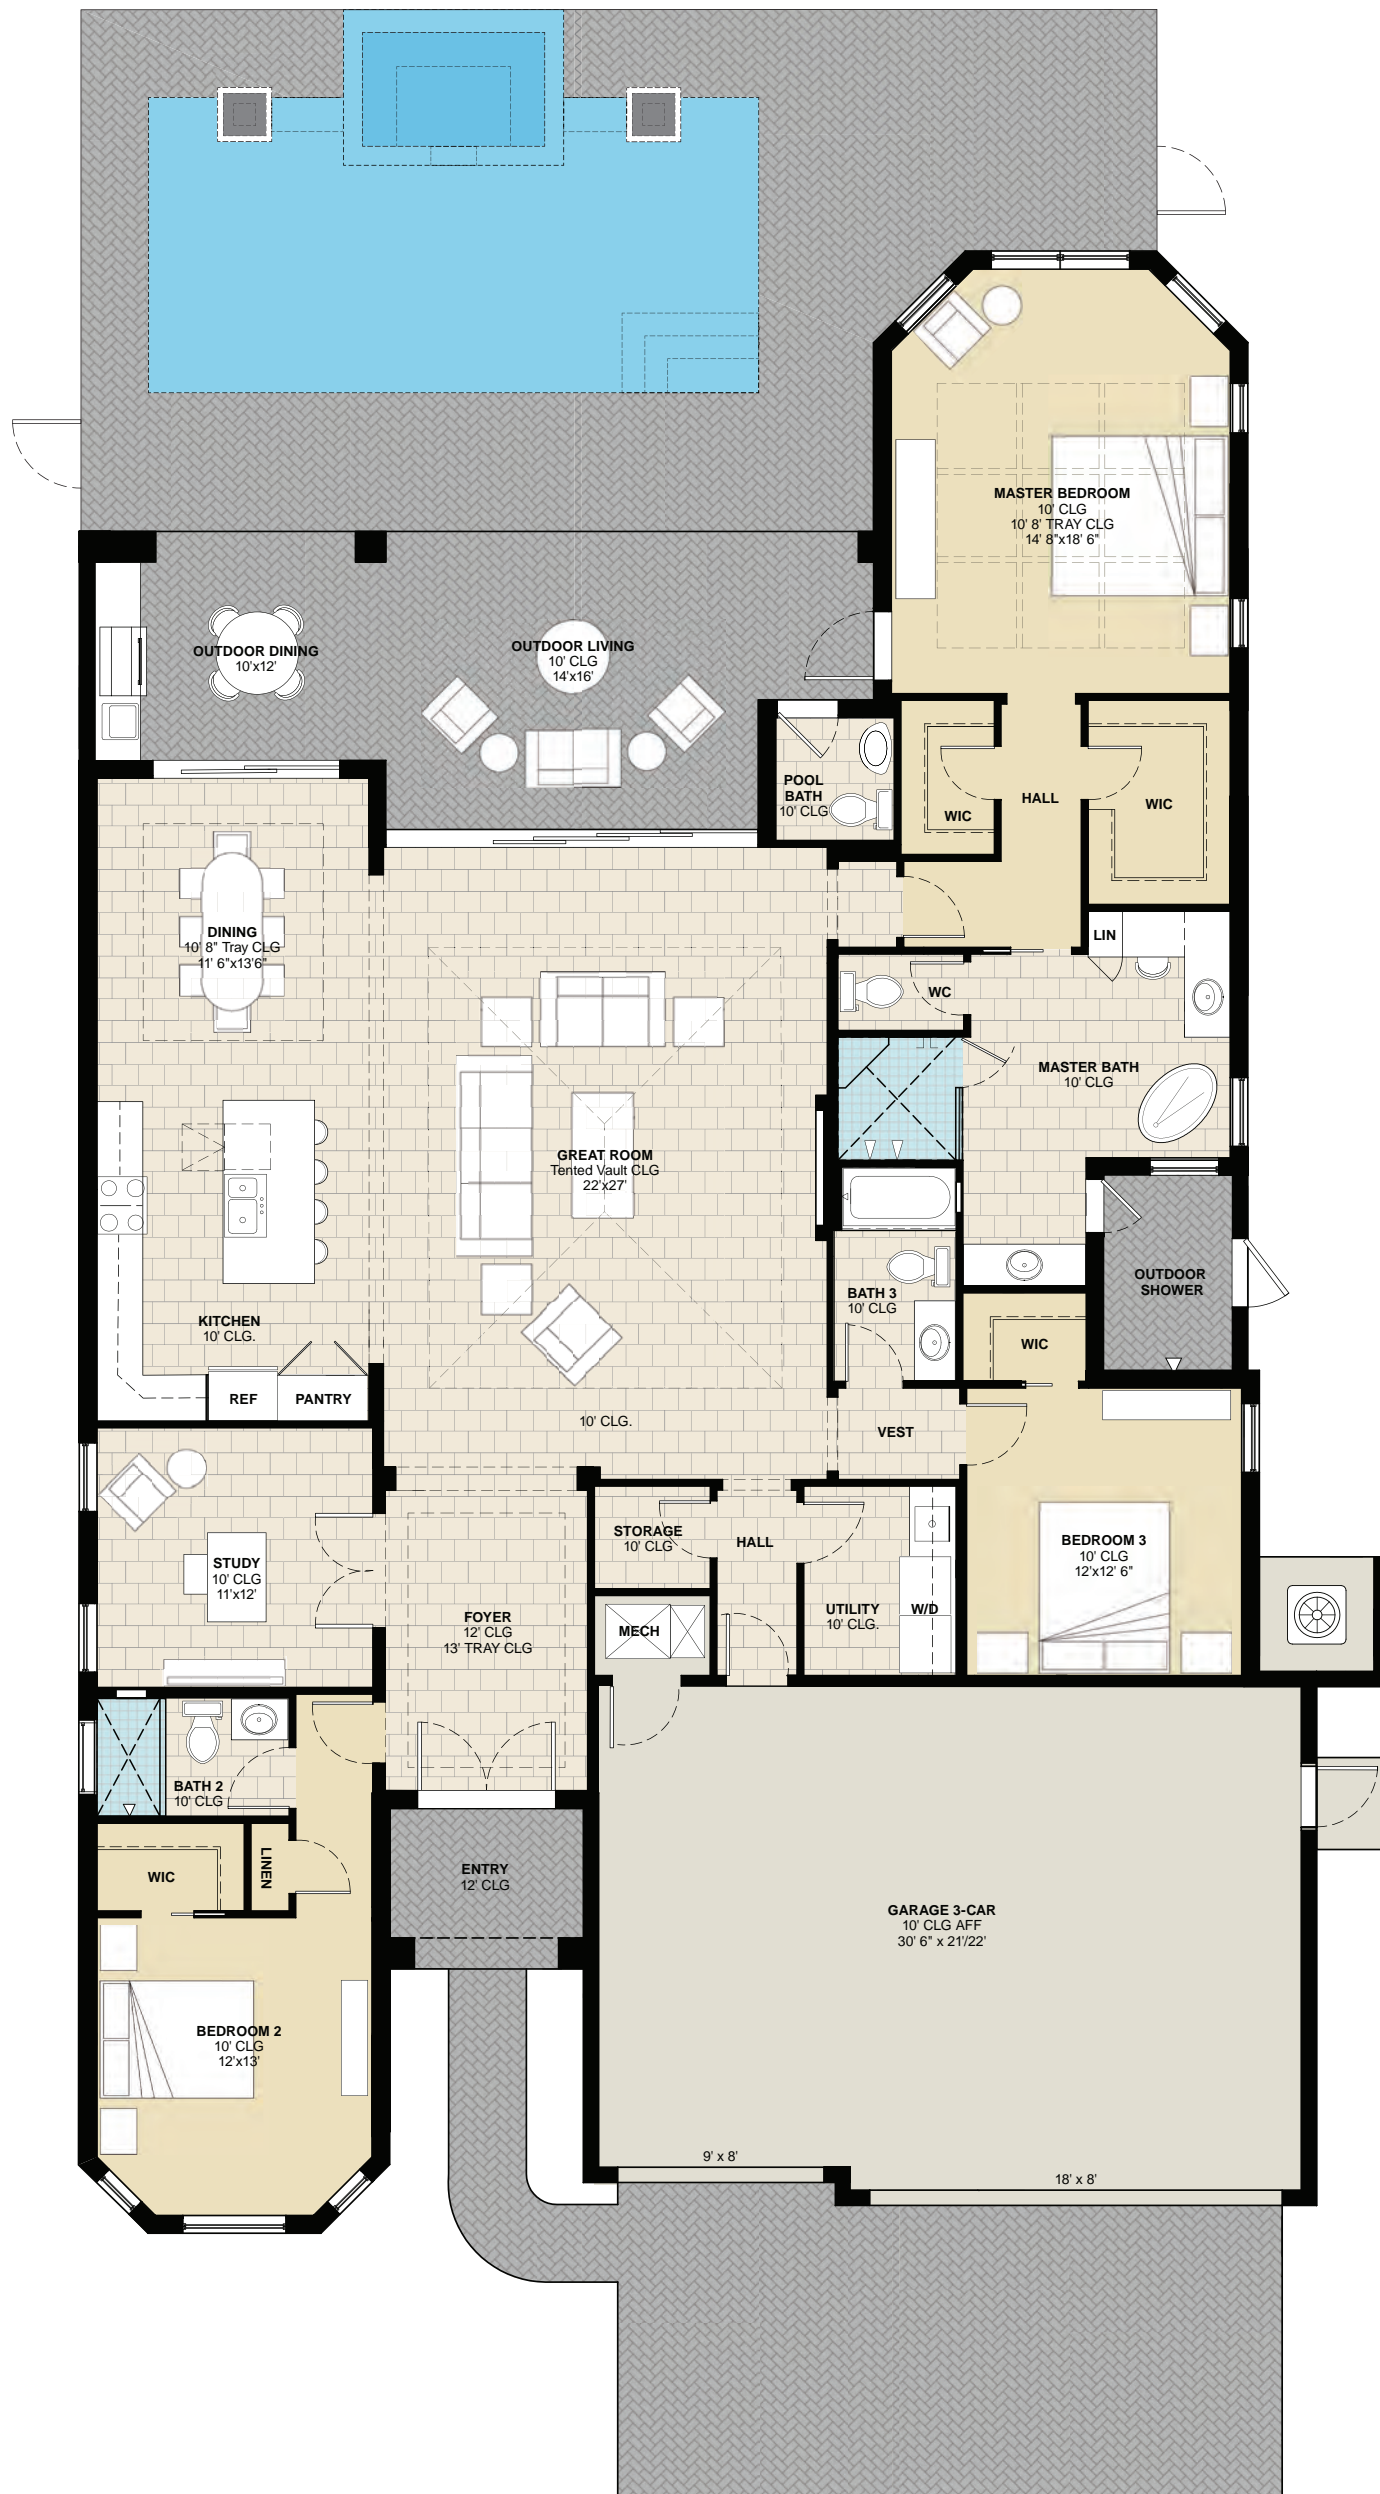 MASTER BEDROOM
10' CLG
10' 8' TRAY CLG
14' 8"x18' 6"
OUTDOOR DINING
10'x12'
OUTDOOR LIVING
10' CLG
14'x16'
POOL
BATH
10' CLG
WIC
HALL
WIC
DINING
10' 8" Tray CLG
11' 6"x13'6"
LIN
WC
MASTER BATH
10' CLG
GREAT ROOM
Tented Vault CLG
22'x27'
OUTDOOR
SHOWER
BATH 3
10' CLG
KITCHEN
10' CLG.
WIC
REF
PANTRY
10' CLG.
VEST
STUDY
10' CLG
11'x12'
STORAGE
10' CLG
HALL
BEDROOM 3
10' CLG
12'x12' 6"
FOYER
12' CLG
13' TRAY CLG
MECH
UTILITY
10' CLG.
W/D
BATH 2
10' CLG
WIC
LINEN
ENTRY
12' CLG
GARAGE 3-CAR
10' CLG AFF
30' 6" x 21'/22'
BEDROOM 2
10' CLG
12'x13'
9' x 8'
18' x 8'